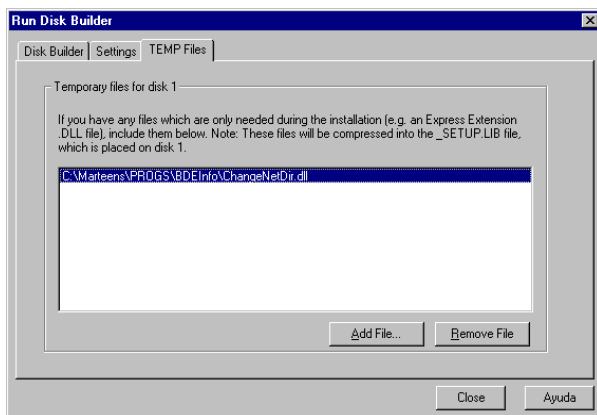 Run Disk Builder
Disk Builder Settings TEMP Files
Temporary files for disk 1
If you have any files which are only needed during the installation (e.g. an Express Extension
.DLL file), include them below. Note: These files will be compressed into the _SETUP.LIB file,
which is placed on disk 1.
C:\Marteens\PROGS\BDEInfo\ChangeNetDir.dll
Add File... Remove File
Close Ayuda